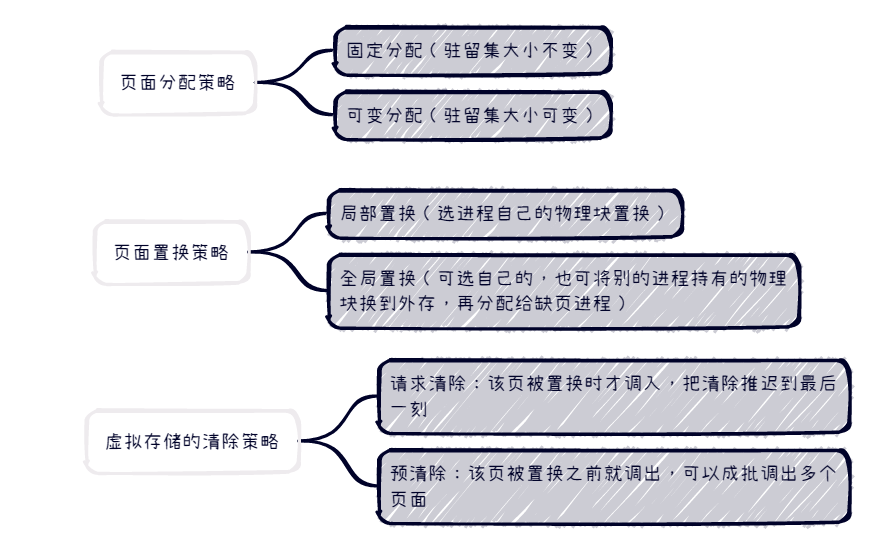 页面分配策略
固定分配（驻留集大小不变）
可变分配（驻留集大小可变）
页面置换策略
局部置换（选进程自己的物理块置换）
全局置换（可选自己的，也可将别的进程持有的物理
块换到外存，再分配给缺页进程）
虚拟存储的清除策略
请求清除：该页被置换时才调入，把清除推迟到最后
一刻
预清除：该页被置换之前就调出，可以成批调出多个
页面